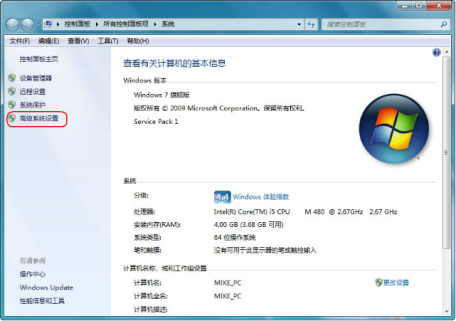 控制面板 ▸ 所有控制面板项 ▸ 系统
搜索控制面板
文件(F) 编辑(E) 查看(V) 工具(T) 帮助(H)
控制面板主页
设备管理器
远程设置
系统保护
高级系统设置
另请参阅
操作中心
Windows Update
性能信息和工具
查看有关计算机的基本信息
Windows 版本
Windows 7 旗舰版
版权所有 © 2009 Microsoft Corporation。保留所有权利。
Service Pack 1
系统
分级: Windows 体验指数
处理器: Intel(R) Core(TM) i5 CPU M 480 @ 2.67GHz 2.67 GHz
安装内存(RAM): 4.00 GB (3.68 GB 可用)
系统类型: 64 位操作系统
笔和触摸: 没有可用于此显示器的笔或触控输入
计算机名称、域和工作组设置
计算机名: MIKE_PC 更改设置
计算机全名: MIKE_PC
计算机描述: